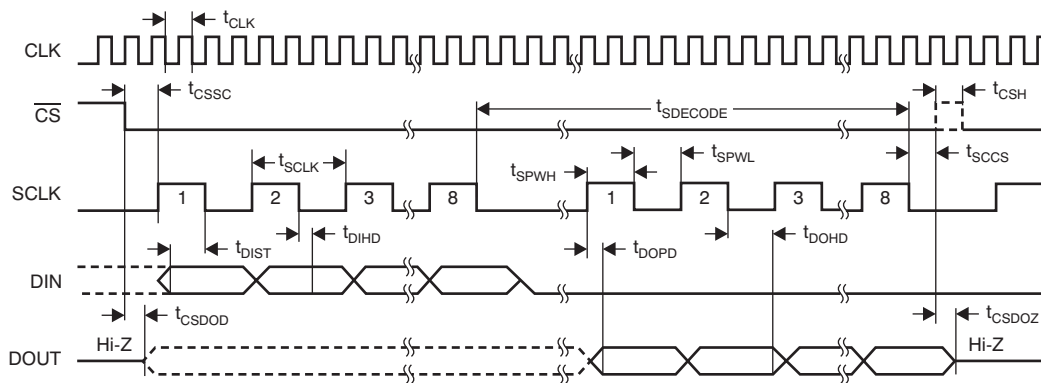 tCLK
CLK
tCSSC
tCSH
CS
tSDECODE
tSCLK
tSPWH
tSPWL
tSCCS
SCLK
1 2 3 8 1 2 3 8
tDIST
tDIHD
tDOPD
tDOHD
DIN
tCSDOD
tCSDOZ
Hi-Z
Hi-Z
DOUT